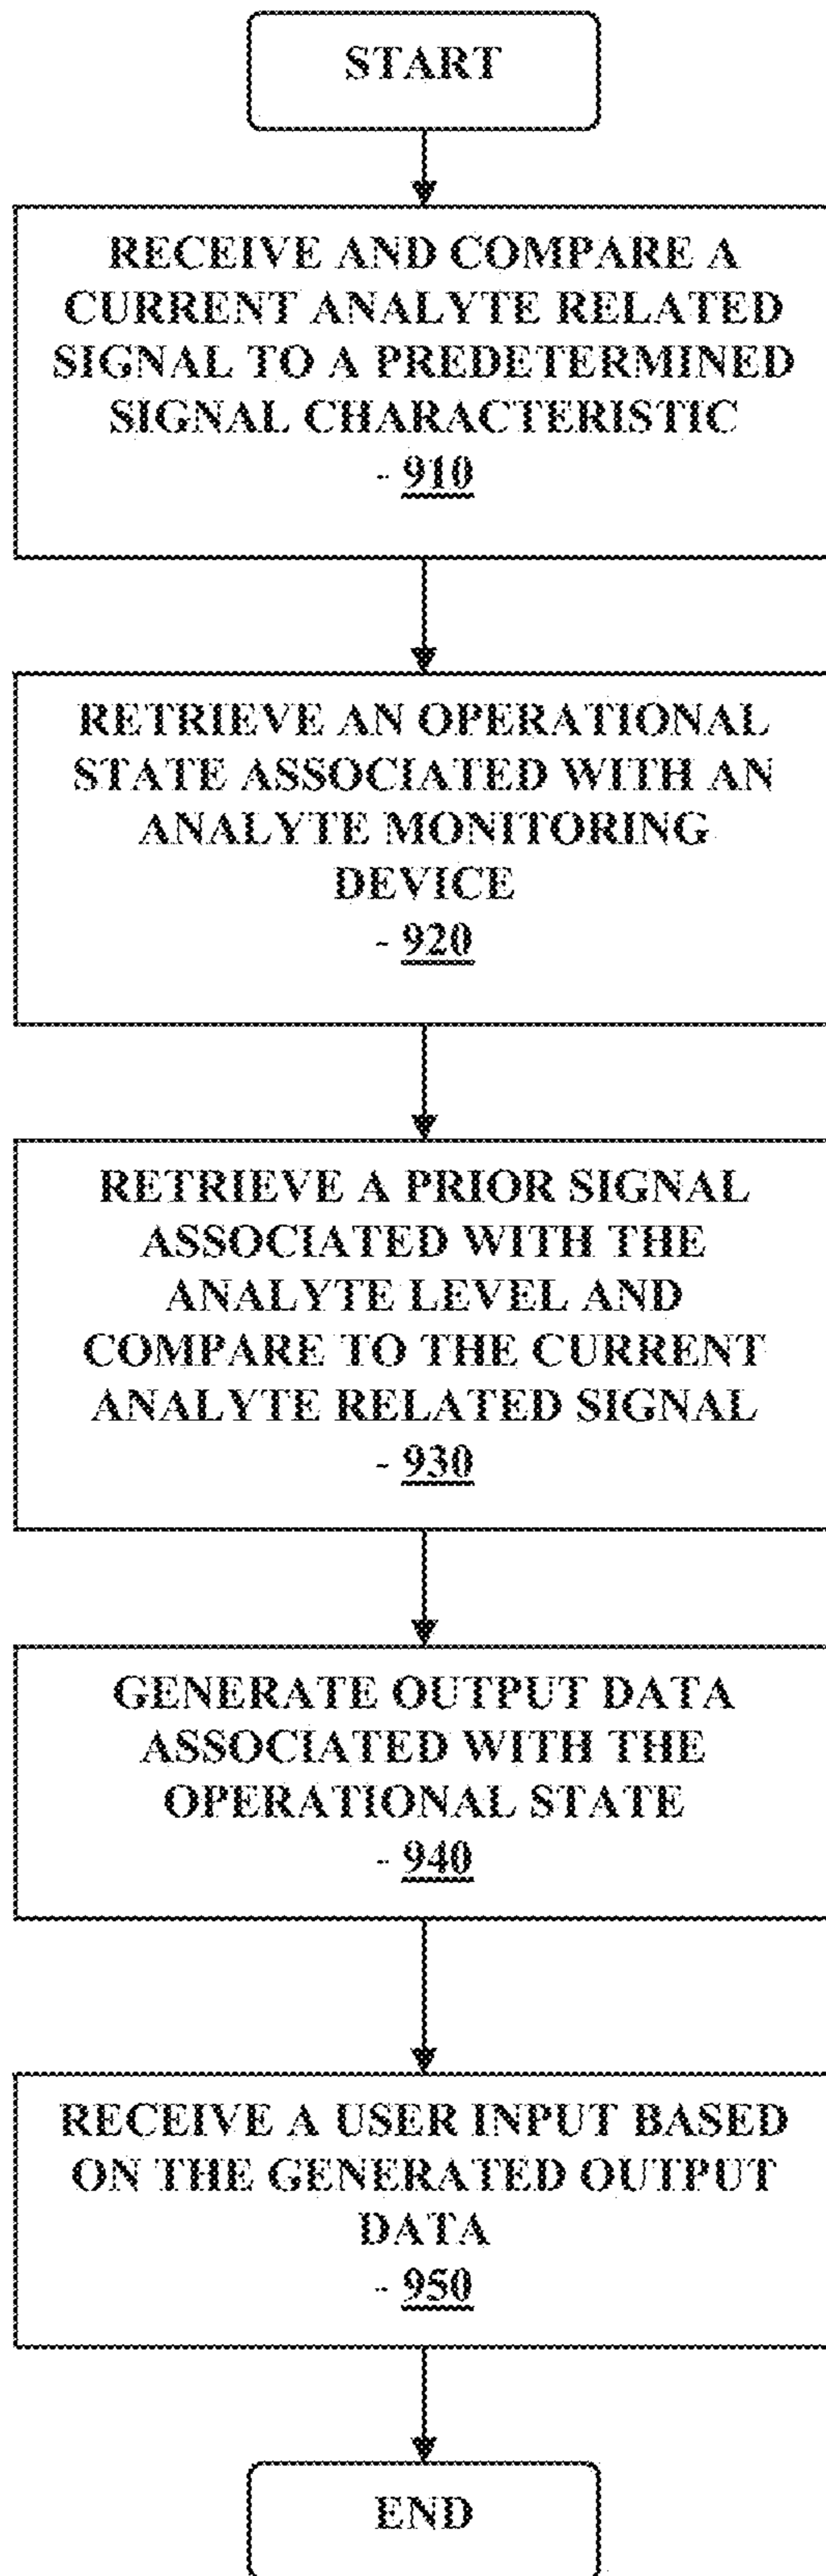 START
RECEIVE AND COMPARE A
CURRENT ANALYTE RELATED
SIGNAL TO A PREDETERMINED
SIGNAL CHARACTERISTIC
- 910
RETRIEVE AN OPERATIONAL
STATE ASSOCIATED WITH AN
ANALYTE MONITORING
DEVICE
- 920
RETRIEVE A PRIOR SIGNAL
ASSOCIATED WITH THE
ANALYTE LEVEL AND
COMPARE TO THE CURRENT
ANALYTE RELATED SIGNAL
- 930
GENERATE OUTPUT DATA
ASSOCIATED WITH THE
OPERATIONAL STATE
- 940
RECEIVE A USER INPUT BASED
ON THE GENERATED OUTPUT
DATA
- 950
END